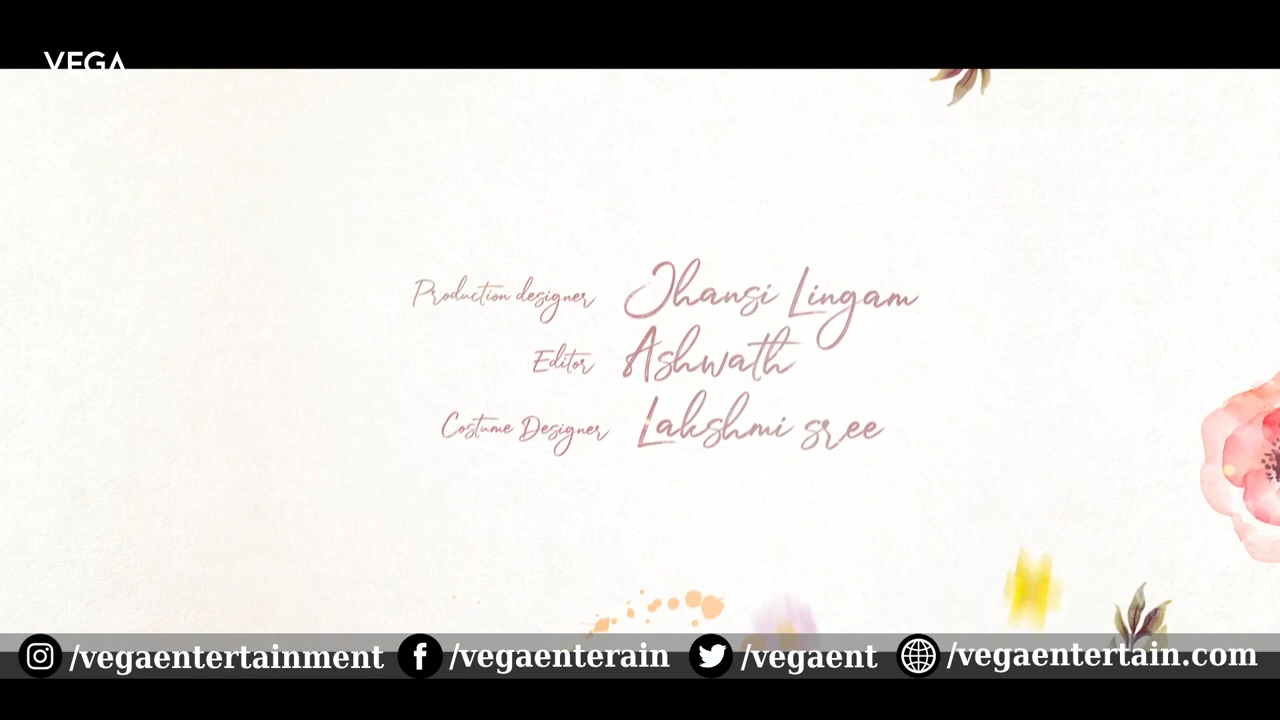 VEGA
Production designer Jhansi Lingam
Editor Ashwath
Costume Designer Lakshmi sree
/vegaentertainment /vegaenterain /vegaent /vegaentertain.com